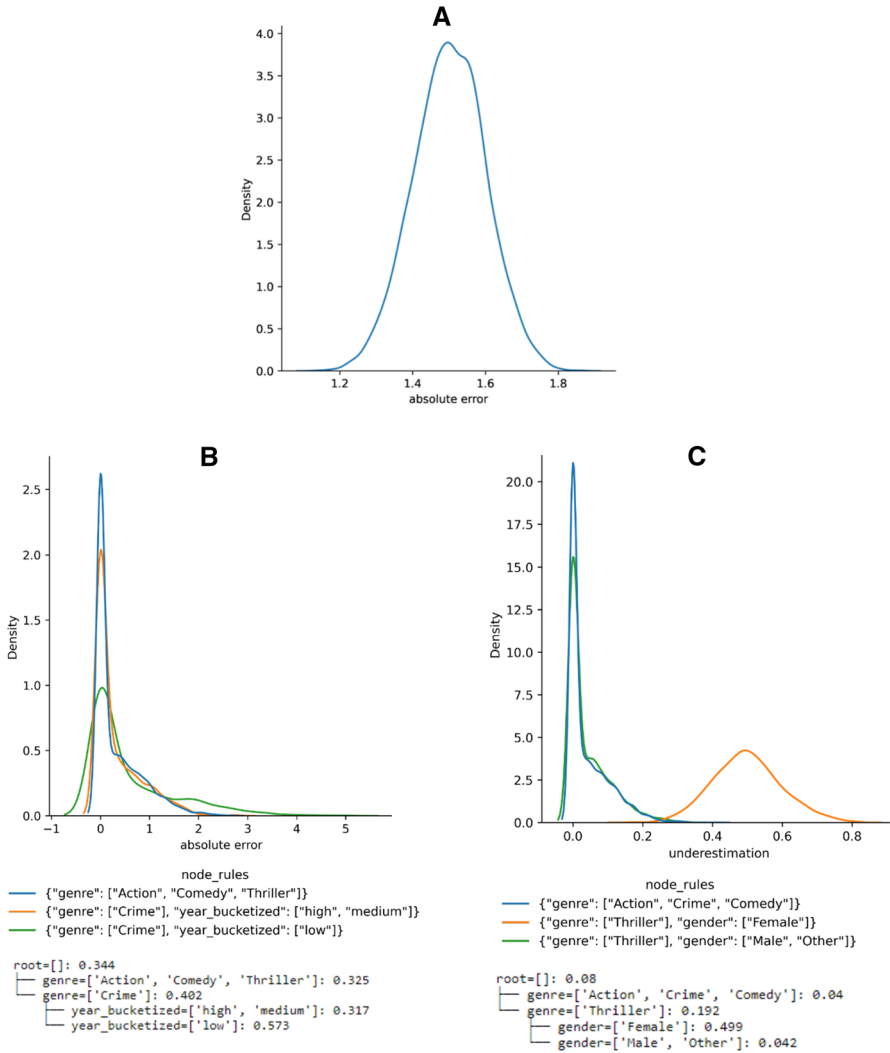 A
4.0
3.5
3.0
2.5
2.0
1.5
1.0
0.5
0.0
Density
1.2 1.4 1.6 1.8
absolute error
B
2.5
2.0
1.5
1.0
0.5
0.0
Density
−1 0 1 2 3 4 5
absolute error
node_rules
{"genre": ["Action", "Comedy", "Thriller"]}
{"genre": ["Crime"], "year_bucketized": ["high", "medium"]}
{"genre": ["Crime"], "year_bucketized": ["low"]}
root=[]: 0.344
genre=['Action', 'Comedy', 'Thriller']: 0.325
genre=['Crime']: 0.402
year_bucketized=['high', 'medium']: 0.317
year_bucketized=['low']: 0.573
C
20.0
17.5
15.0
12.5
10.0
7.5
5.0
2.5
0.0
Density
0.0 0.2 0.4 0.6 0.8
underestimation
node_rules
{"genre": ["Action", "Crime", "Comedy"]}
{"genre": ["Thriller"], "gender": ["Female"]}
{"genre": ["Thriller"], "gender": ["Male", "Other"]}
root=[]: 0.08
genre=['Action', 'Crime', 'Comedy']: 0.04
genre=['Thriller']: 0.192
gender=['Female']: 0.499
gender=['Male', 'Other']: 0.042